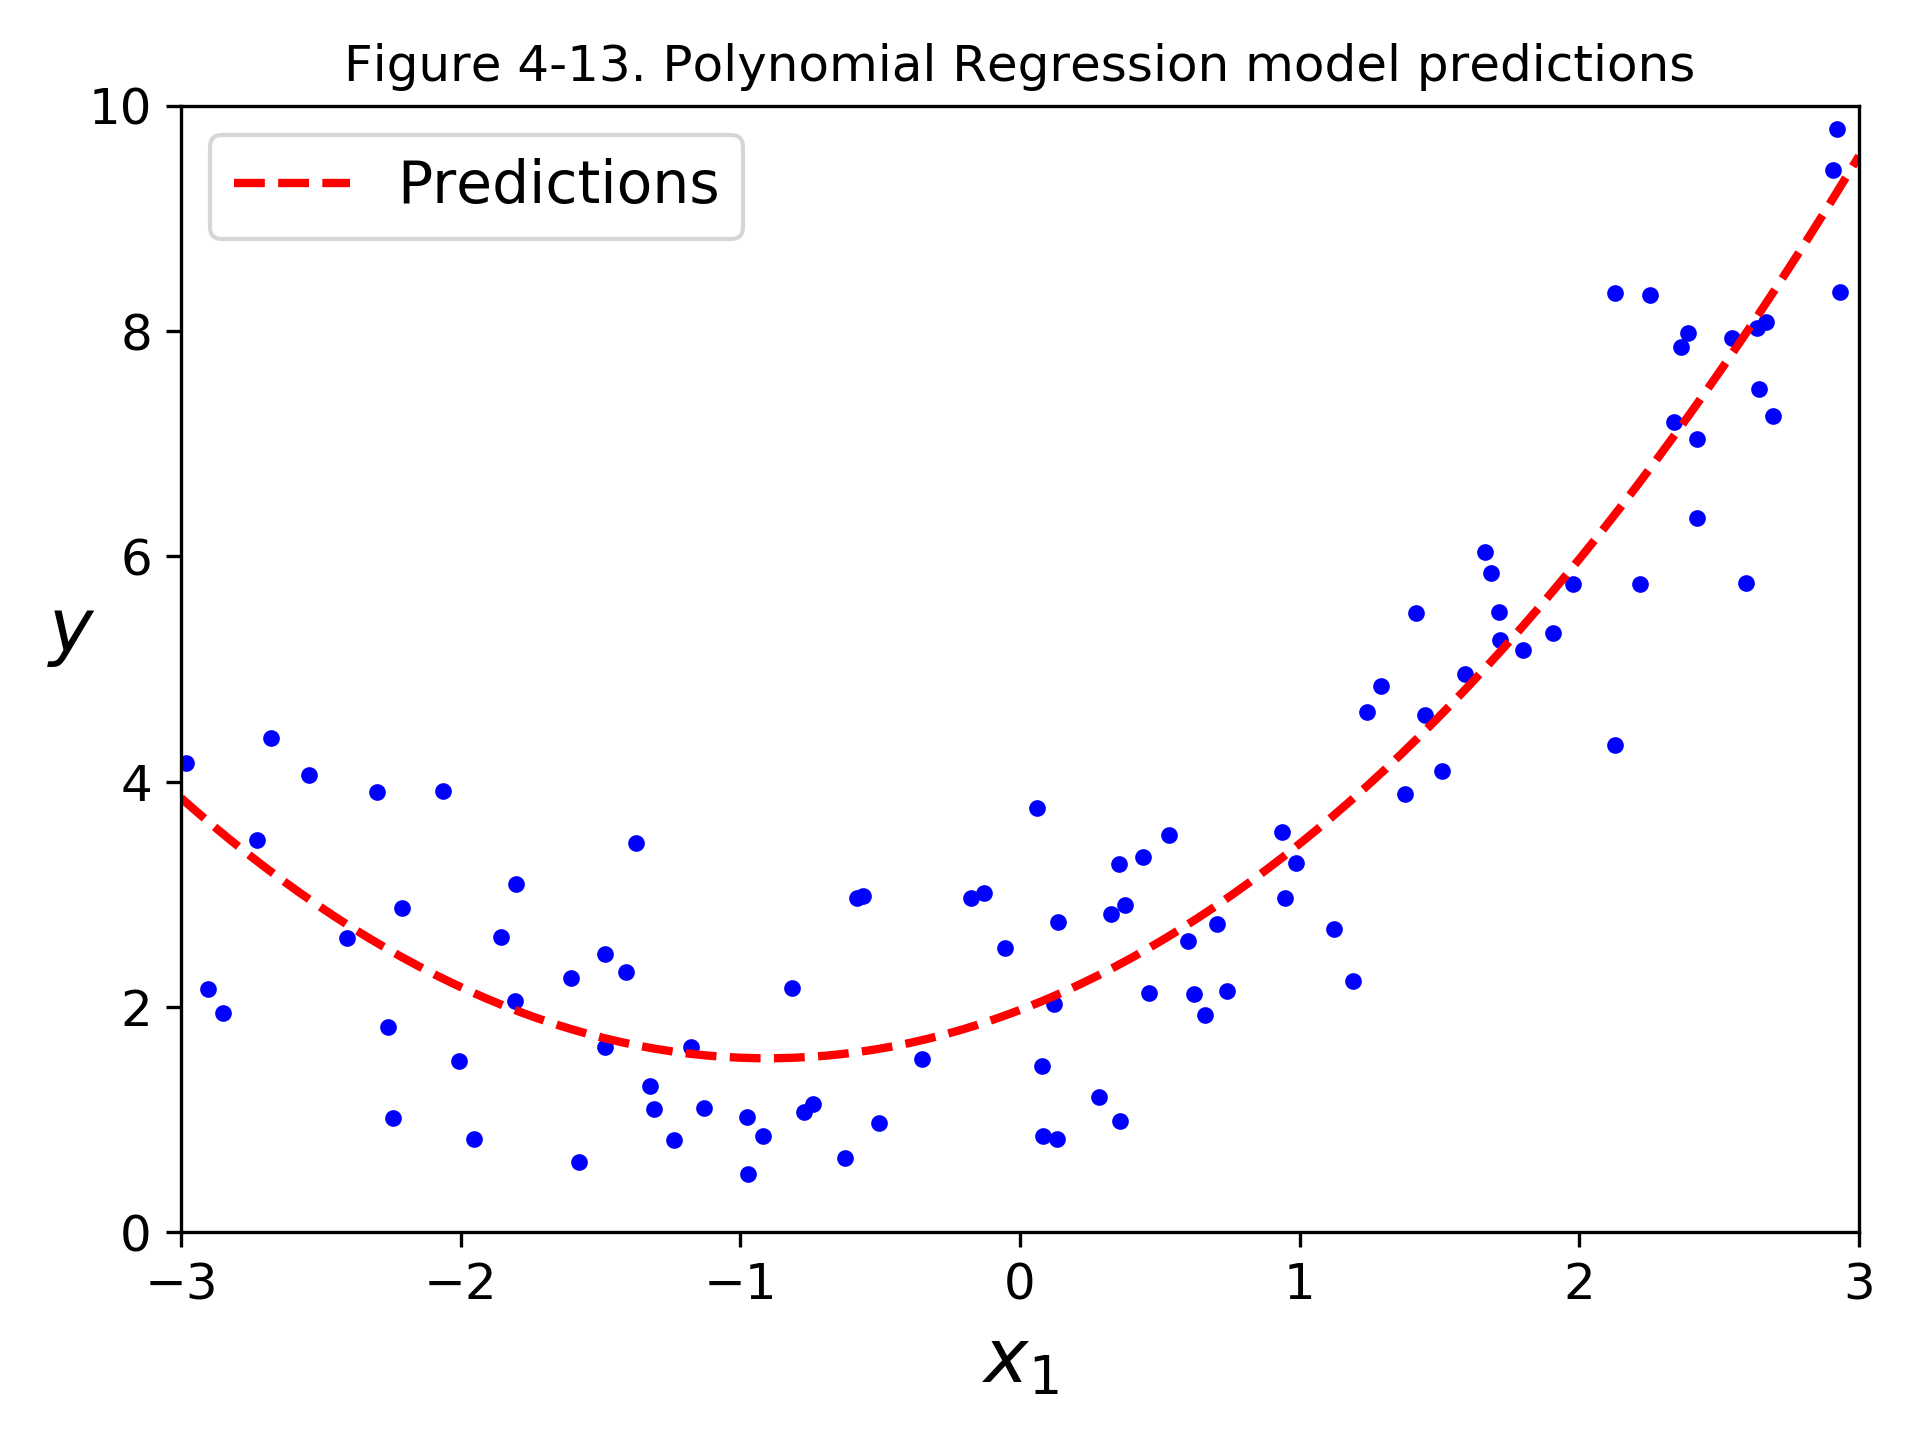 Figure 4-13. Polynomial Regression model predictions
10
Predictions
8
6
y
4
2
0
−3 −2 −1 0 1 2 3
x₁